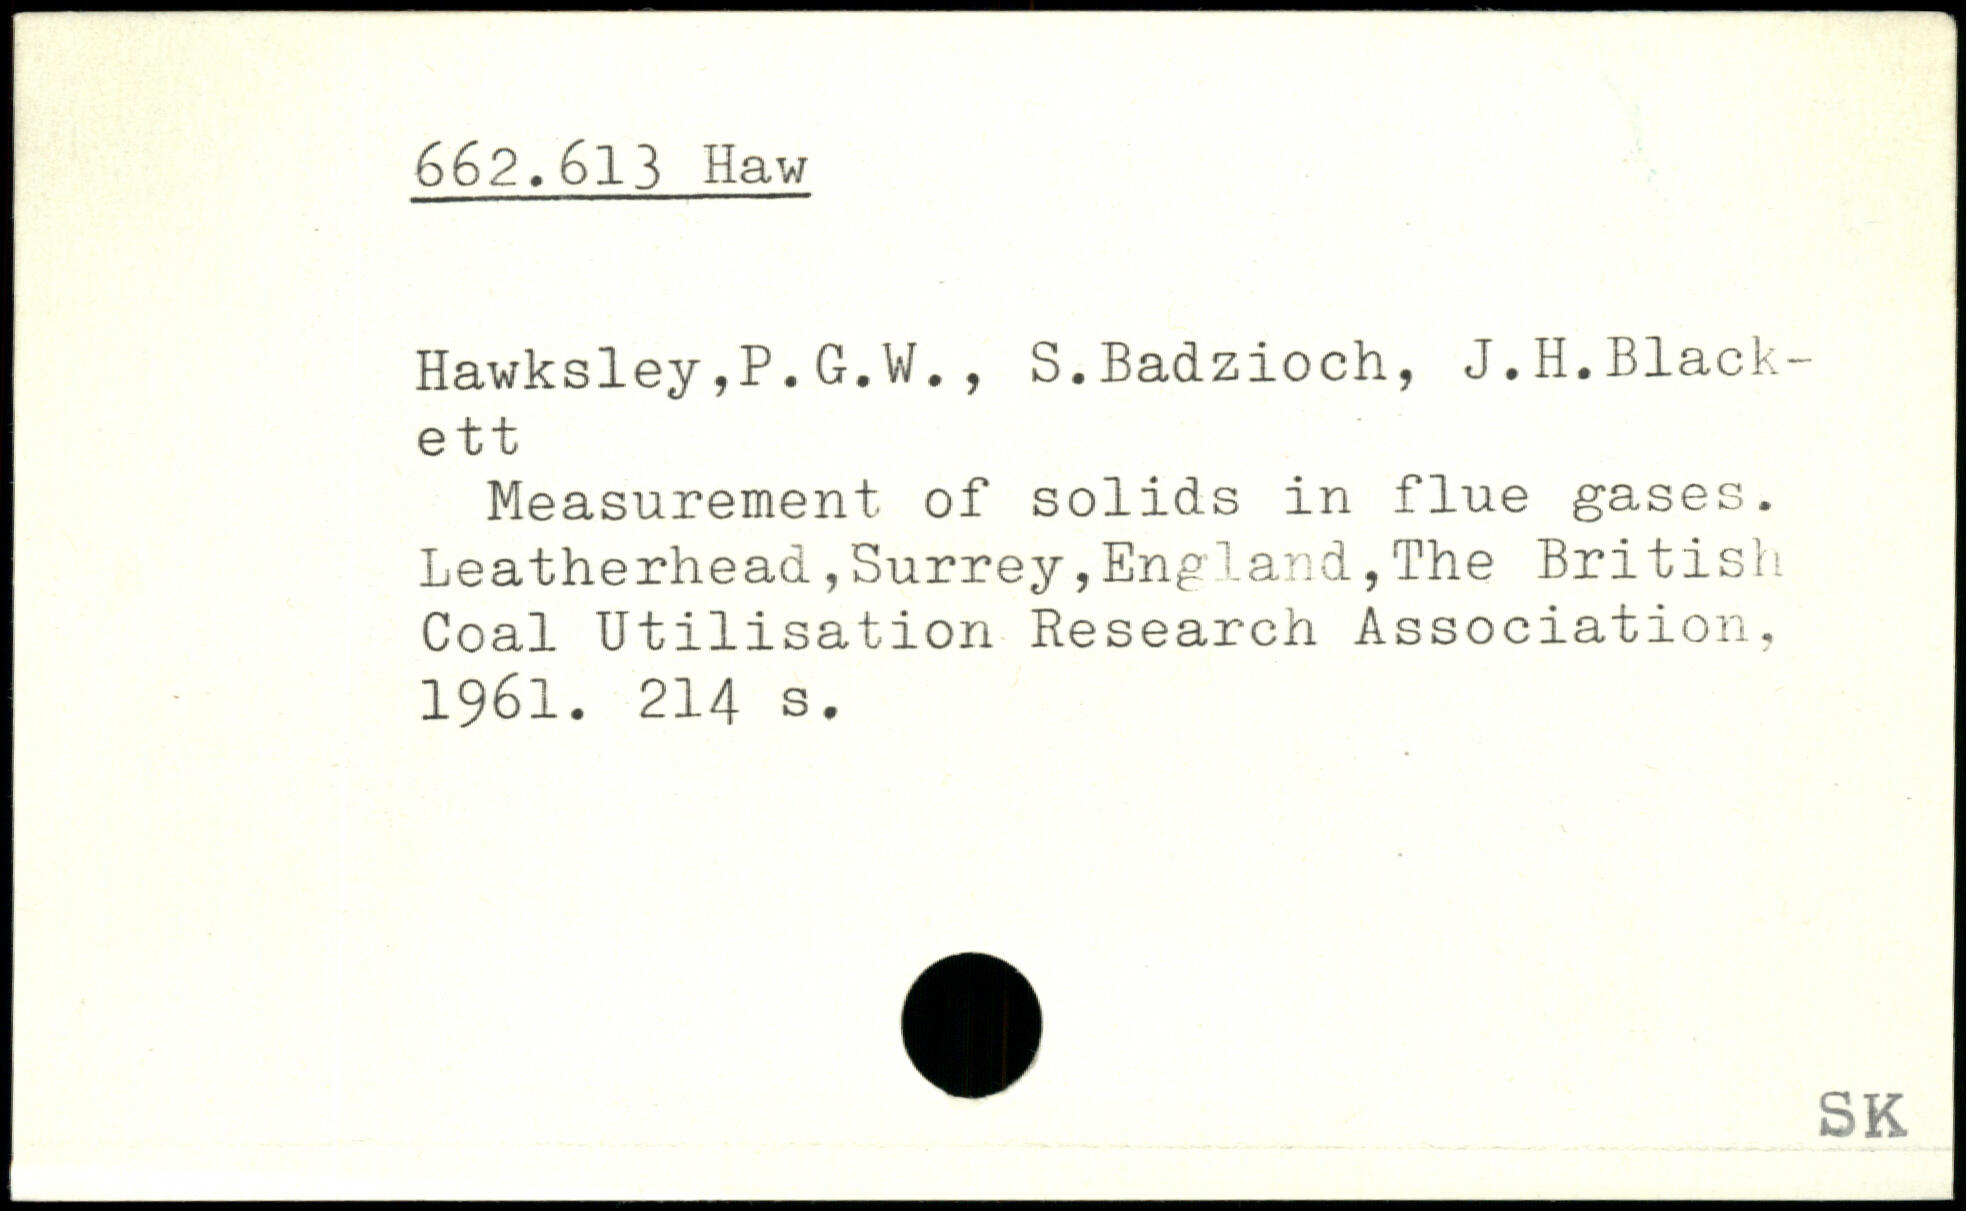 662.613 Haw
Hawksley,P.G.W., S.Badzioch, J.H.Black-
ett
Measurement of solids in flue gases.
Leatherhead,Surrey,England,The British
Coal Utilisation Research Association,
1961. 214 s.
SK